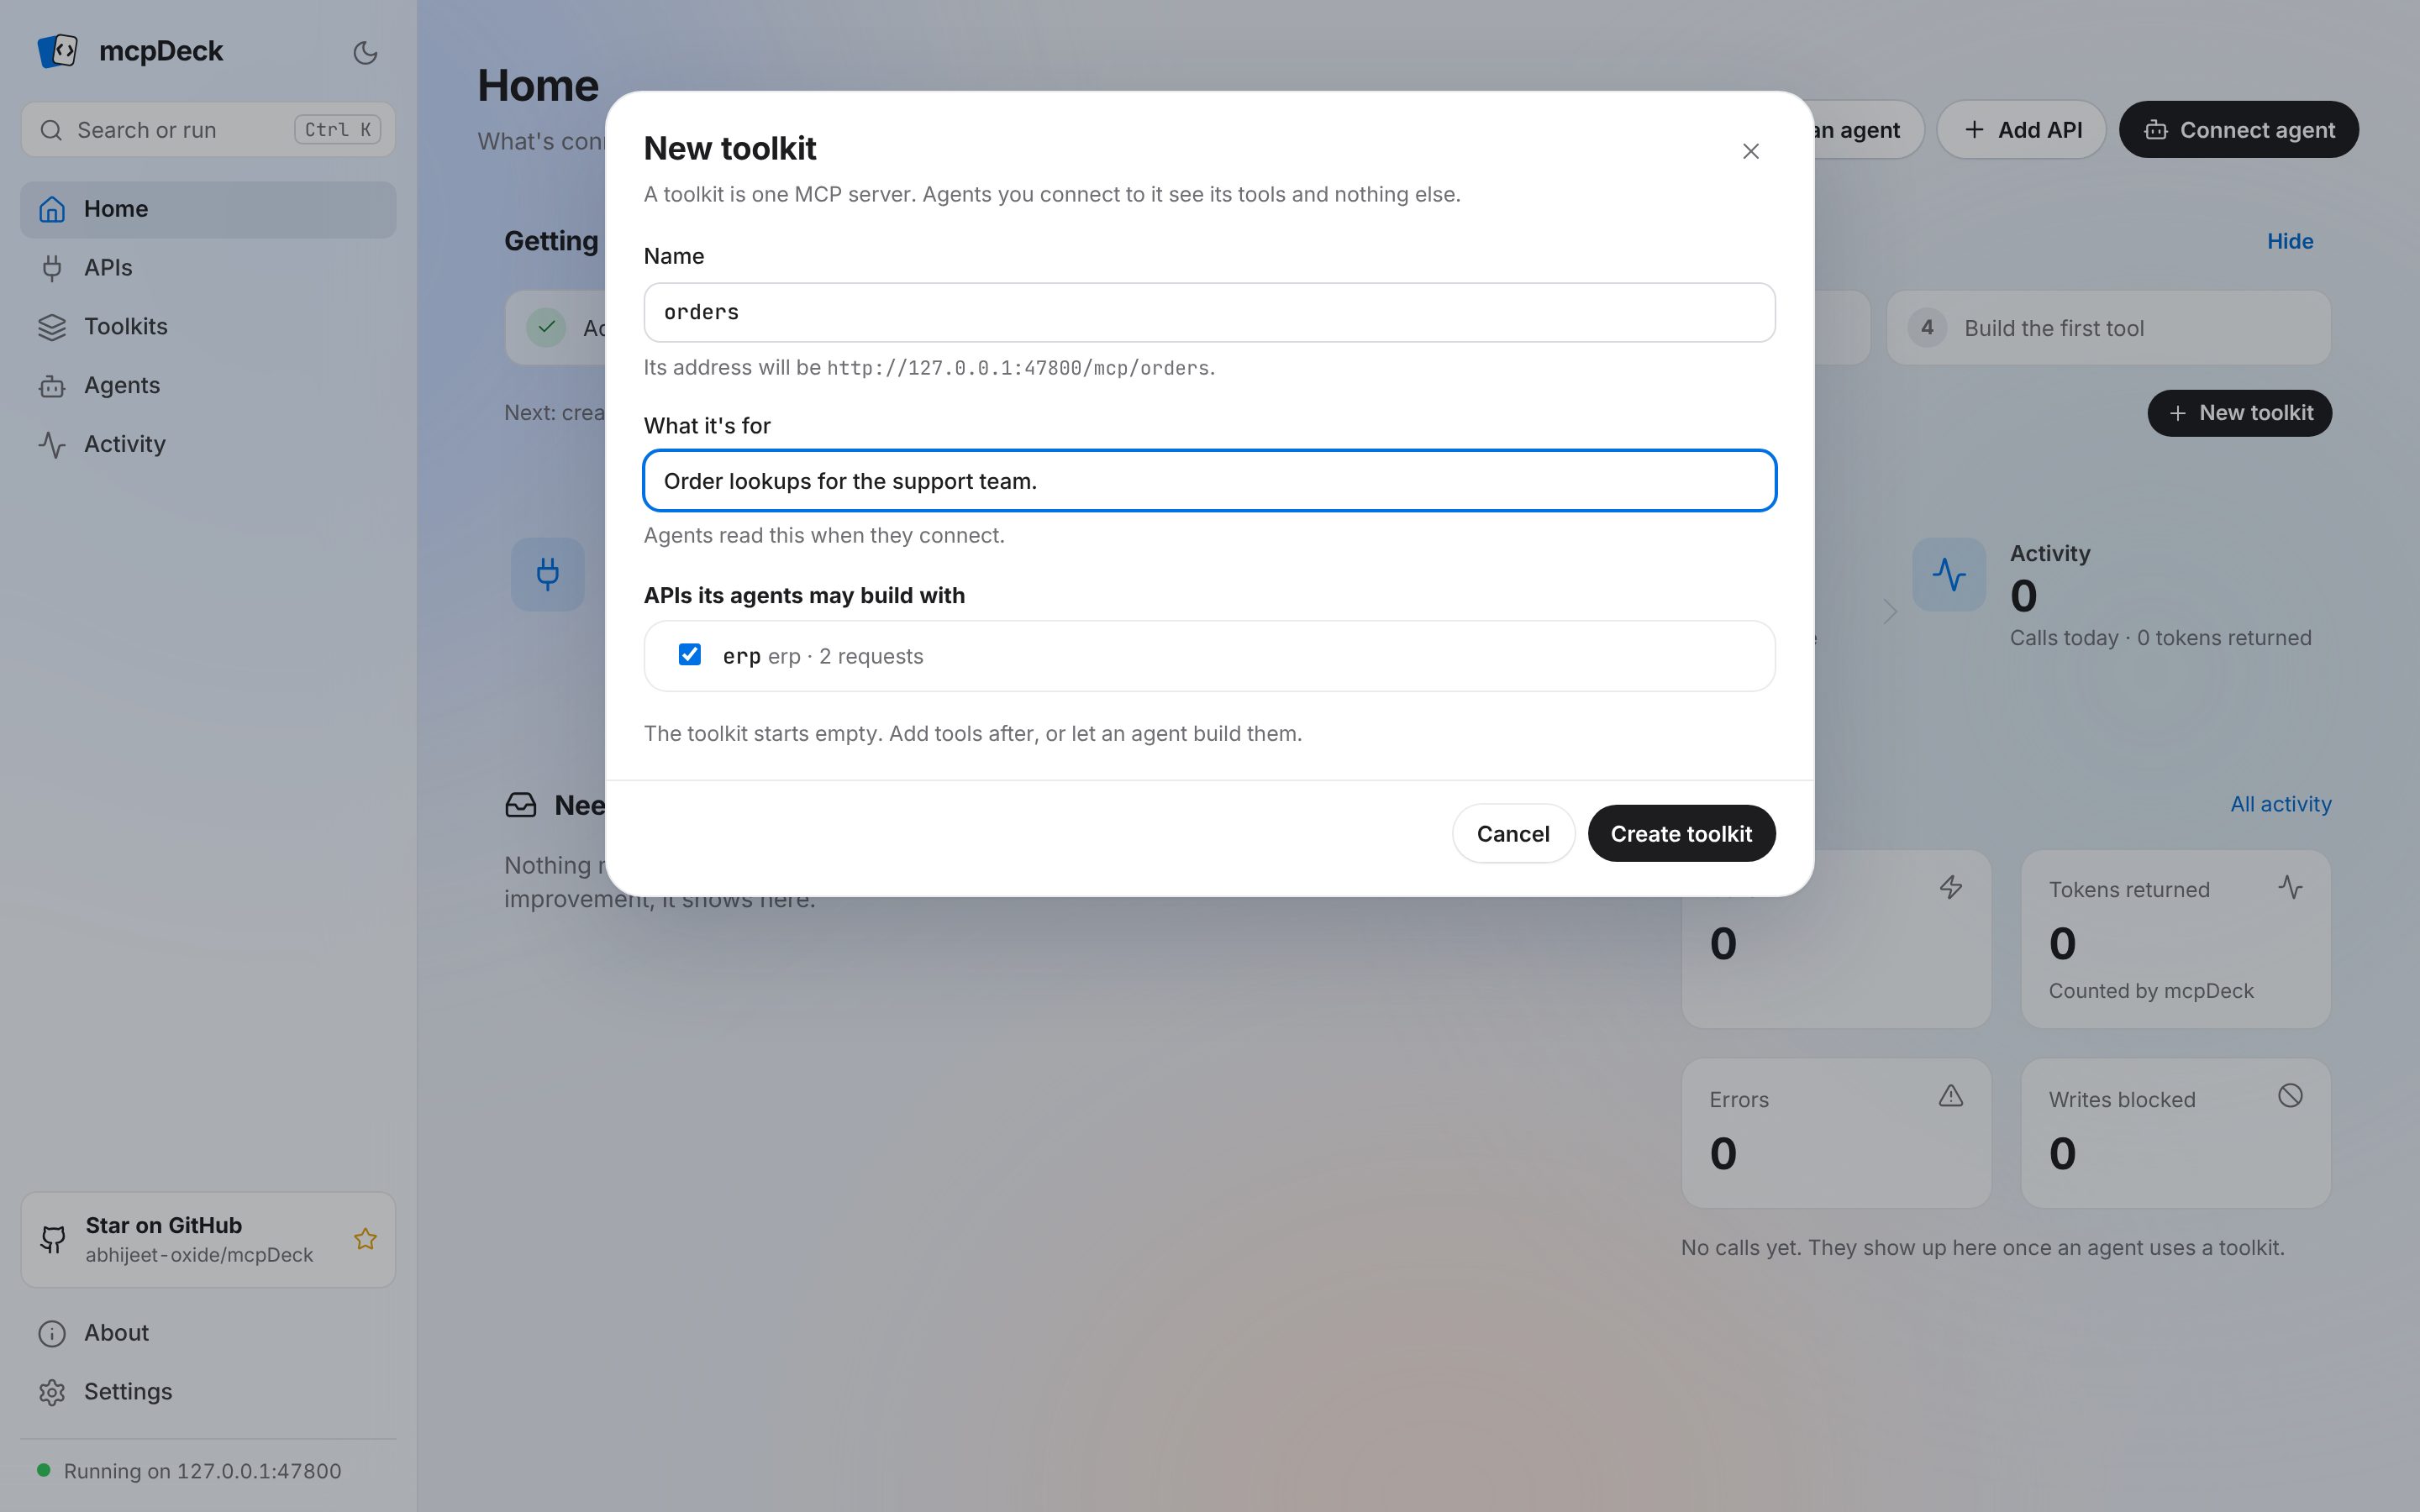 mcpDeck
Search or run
Ctrl K
Home
APIs
Toolkits
Agents
Activity
Star on GitHub
abhijeet-oxide/mcpDeck
About
Settings
Running on 127.0.0.1:47800
Home
What's
an agent
Add API
Connect agent
Getting
Hide
4
Build the first tool
Next:
New toolkit
Activity
0
Calls today · 0 tokens returned
Nothing
improvement, it shows here.
All activity
0
Tokens returned
0
Counted by mcpDeck
Errors
0
Writes blocked
0
No calls yet. They show up here once an agent uses a toolkit.
New toolkit
A toolkit is one MCP server. Agents you connect to it see its tools and nothing else.
Name
orders
Its address will be http://127.0.0.1:47800/mcp/orders.
What it's for
Order lookups for the support team.
Agents read this when they connect.
APIs its agents may build with
erp erp · 2 requests
The toolkit starts empty. Add tools after, or let an agent build them.
Cancel
Create toolkit